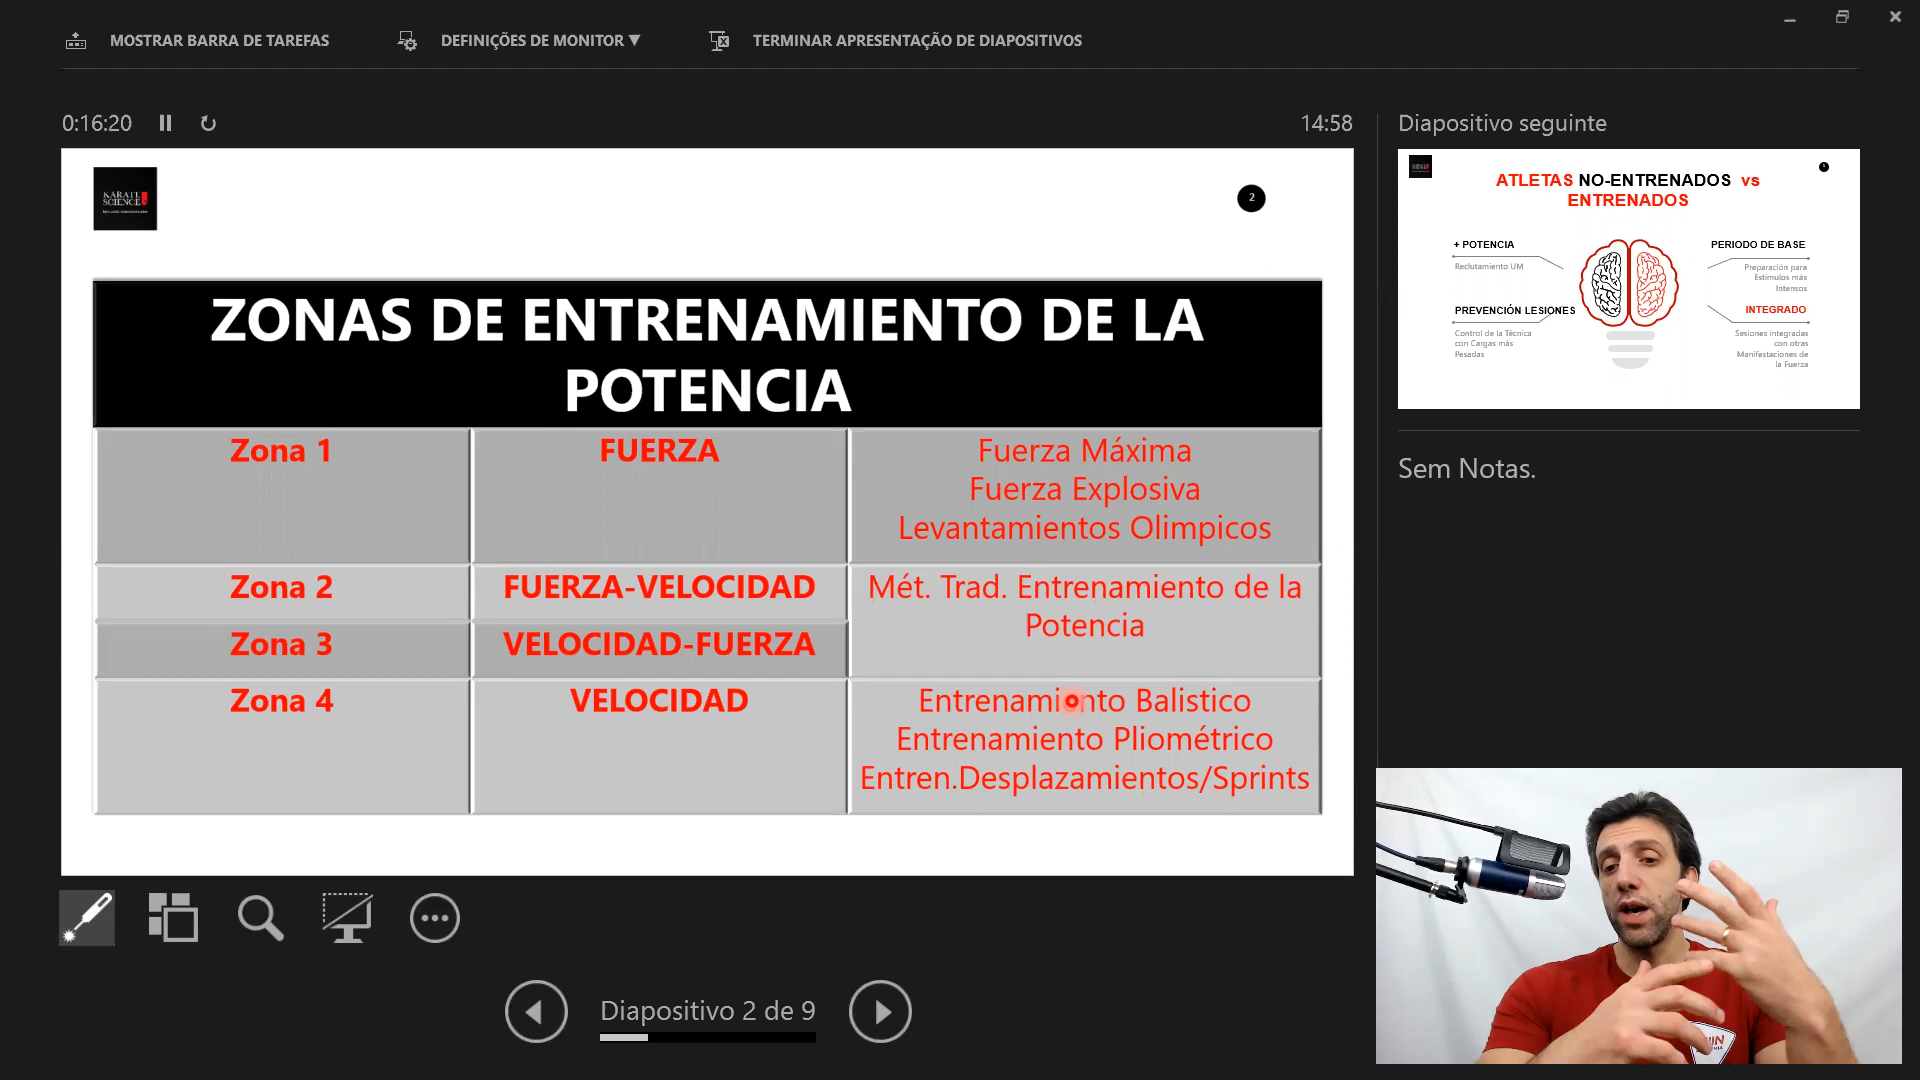 MOSTRAR BARRA DE TAREFAS
DEFINIÇÕES DE MONITOR ▼
TERMINAR APRESENTAÇÃO DE DIAPOSITIVOS
0:16:20
14:58
KARATE
SCIENCE
2
ZONAS DE ENTRENAMIENTO DE LA
POTENCIA
Zona 1
FUERZA
Fuerza Máxima
Fuerza Explosiva
Levantamientos Olimpicos
Zona 2
FUERZA-VELOCIDAD
Mét. Trad. Entrenamiento de la
Potencia
Zona 3
VELOCIDAD-FUERZA
Zona 4
VELOCIDAD
Entrenamiento Balistico
Entrenamiento Pliométrico
Entren.Desplazamientos/Sprints
Diapositivo 2 de 9
Diapositivo seguinte
ATLETAS NO-ENTRENADOS vs
ENTRENADOS
+ POTENCIA
Reclutamiento UM
PREVENCIÓN LESIONES
Control de la Técnica
con Cargas más
Pesadas
PERIODO DE BASE
Preparación para
Estímulos más
Intensos
INTEGRADO
Sesiones integradas
con otras
Manifestaciones de
la Fuerza
Sem Notas.